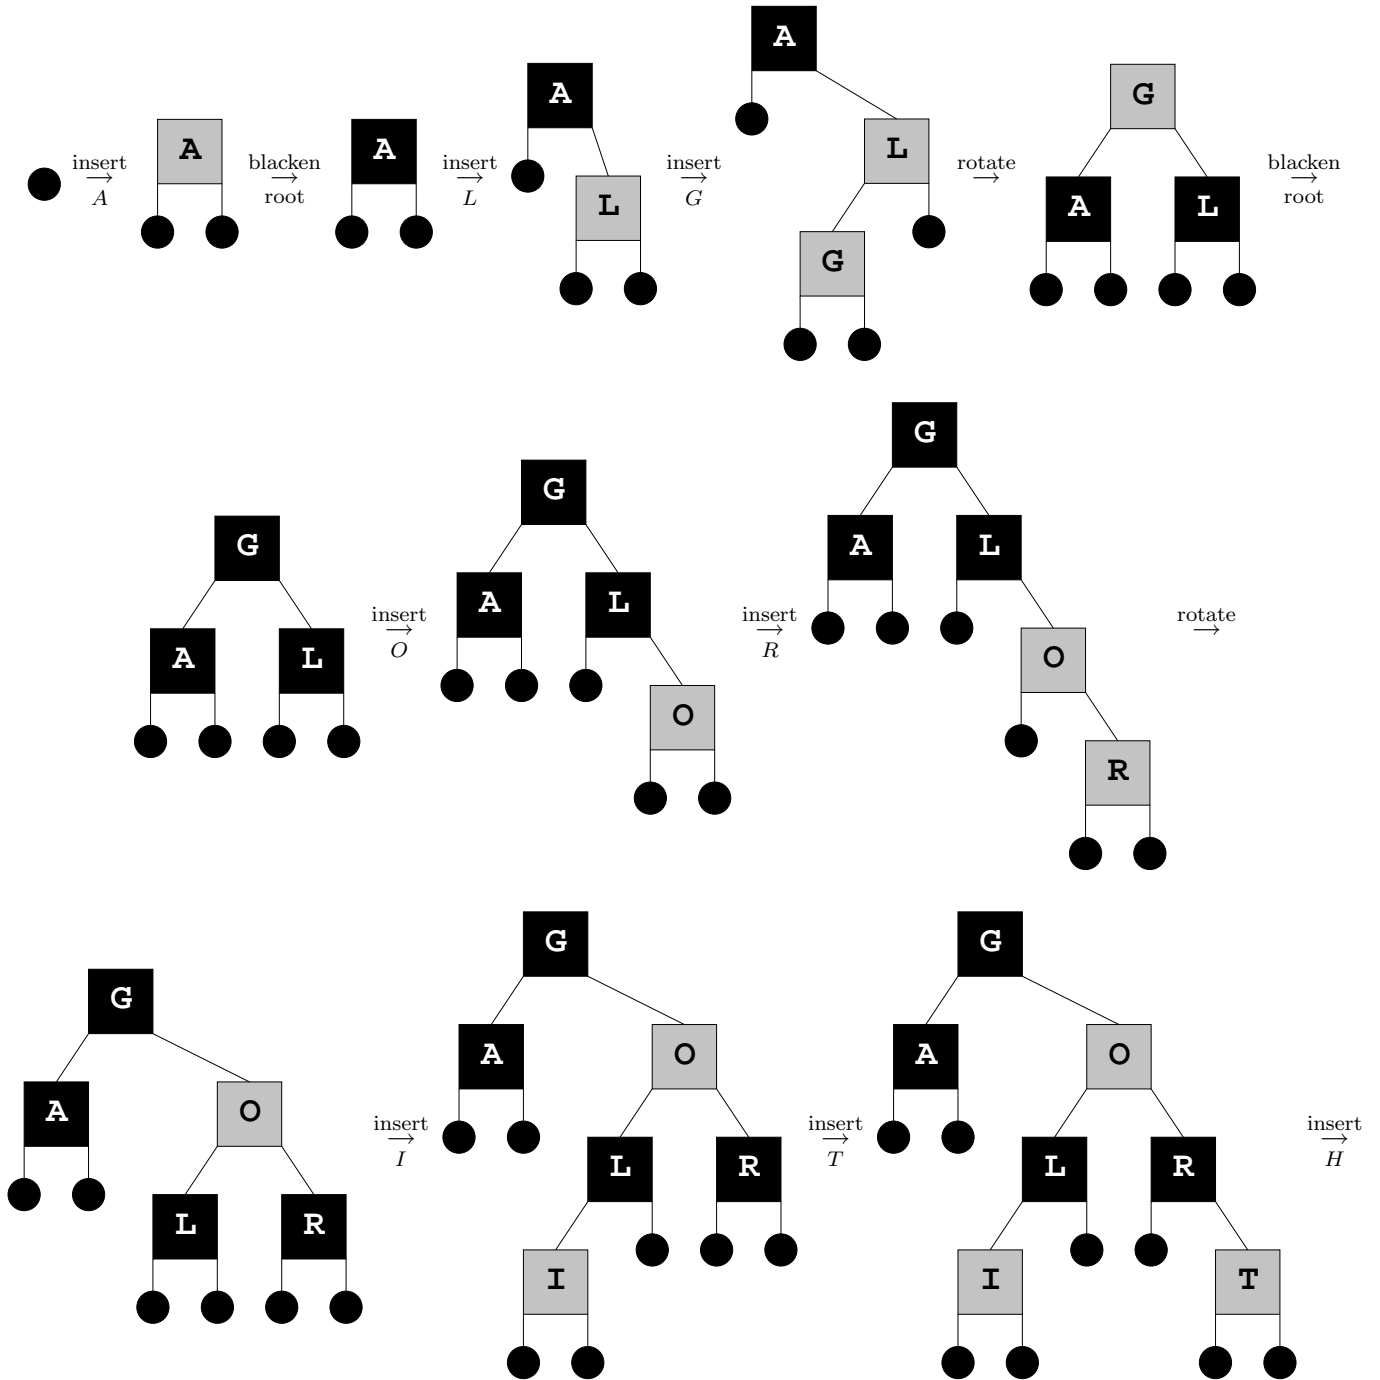 insert A A blacken root A insert L A L insert G A L G rotate G A L blacken root
G A L insert O G A L O insert R G A L O R rotate
G A O L R insert I G A O L R I insert T G A O L R I T insert H